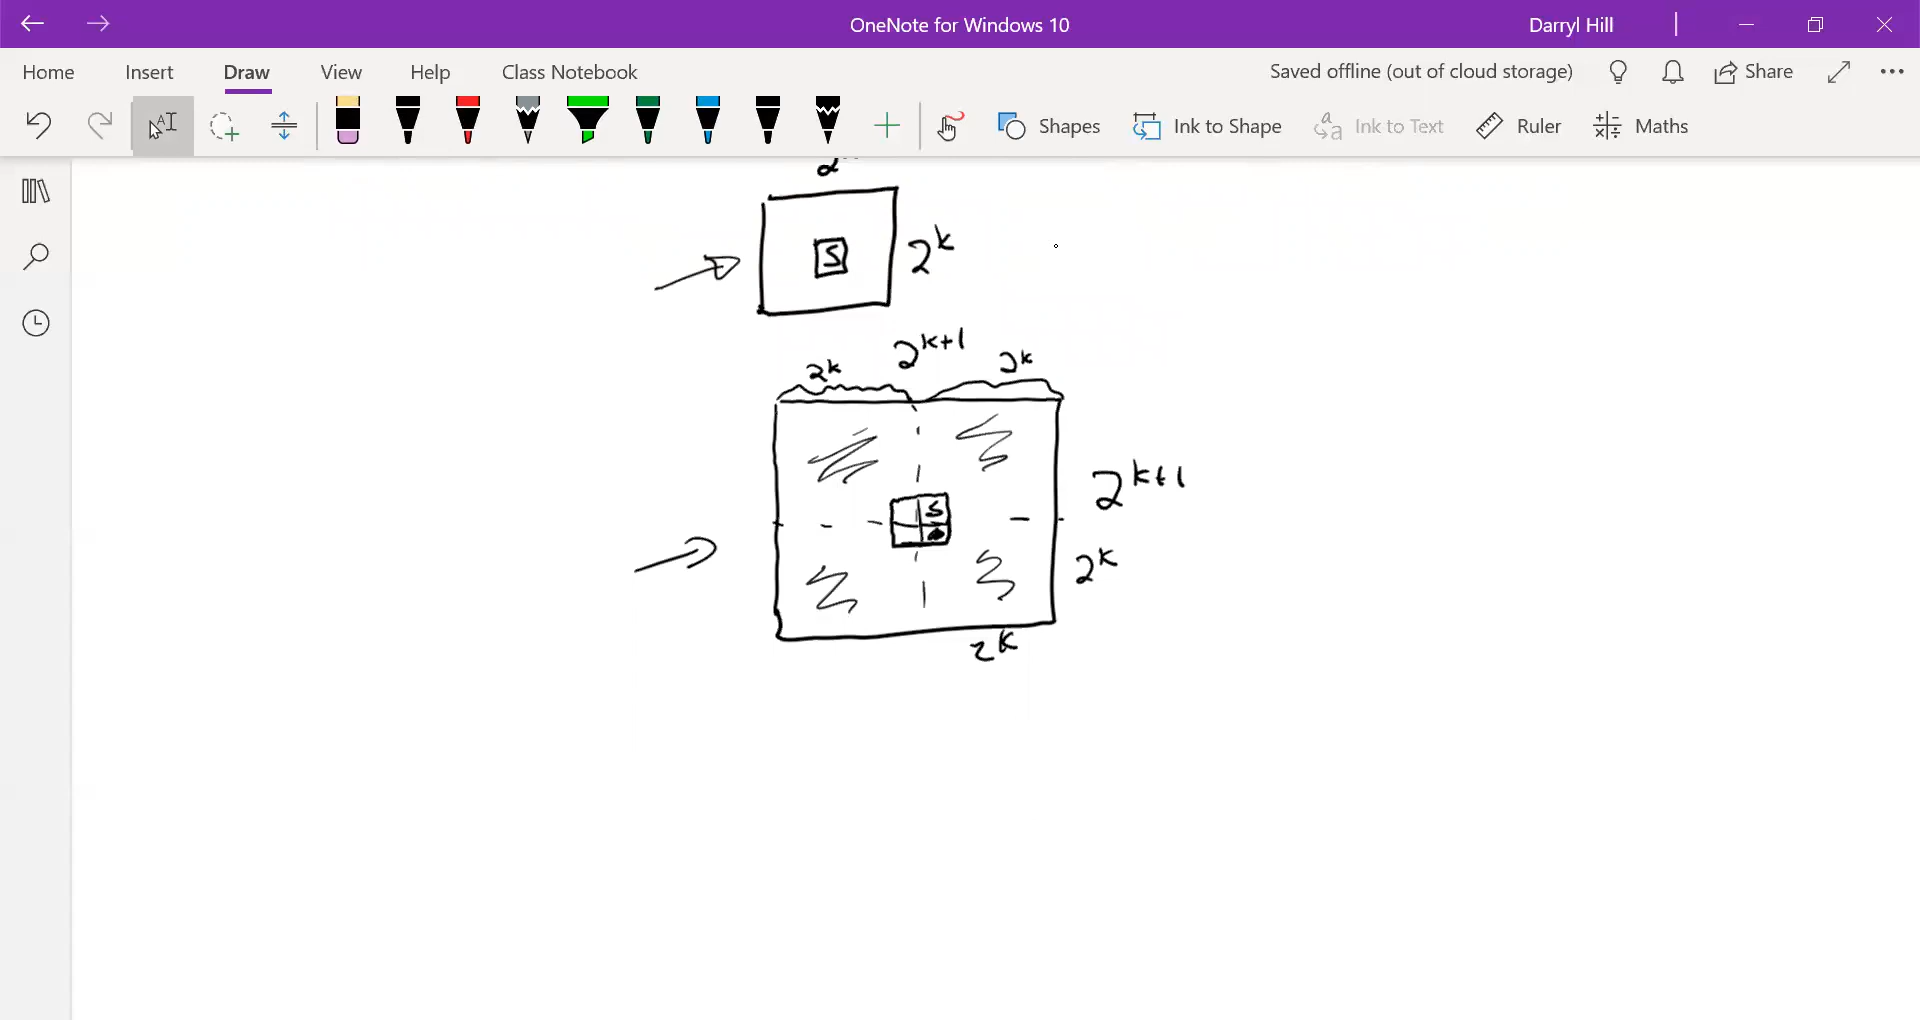 OneNote for Windows 10
Darryl Hill
Home Insert Draw View Help Class Notebook
Saved offline (out of cloud storage)
Share
Shapes
Ink to Shape
Ink to Text
Ruler
Maths
S
2^k
2^k 2^{k+1} 2^k
S
2^{k+1}
2^k
2^k